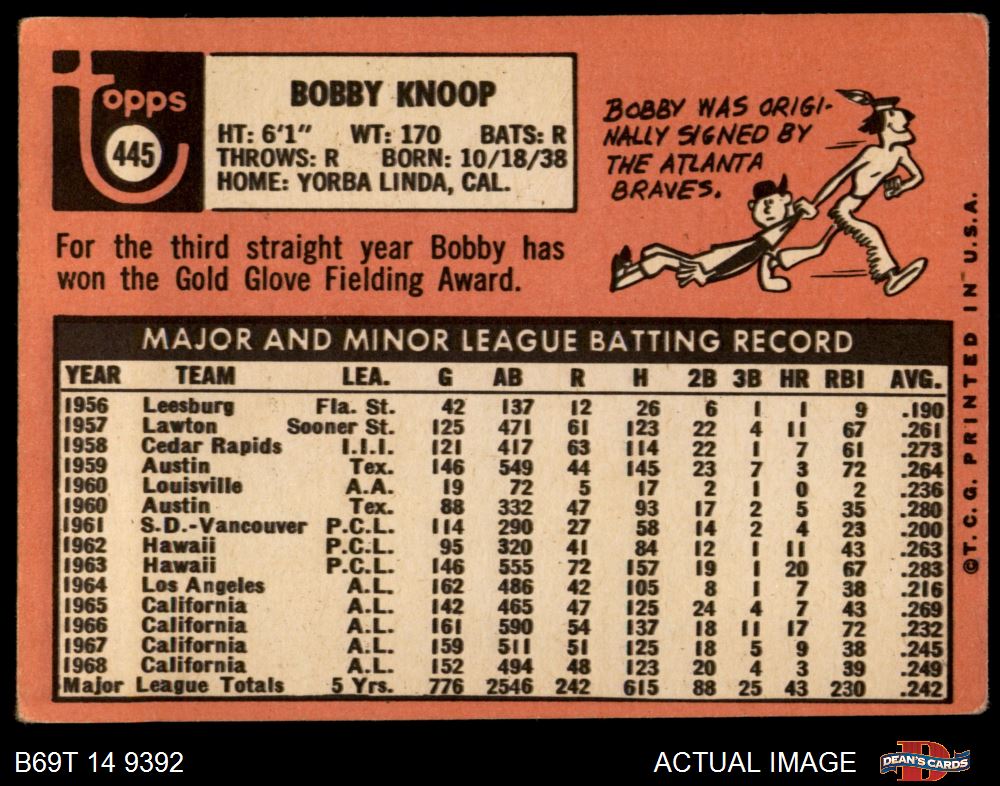 Topps
445
BOBBY KNOOP
HT: 6'1" WT: 170 BATS: R
THROWS: R BORN: 10/18/38
HOME: YORBA LINDA, CAL.
BOBBY WAS ORIGI-
NALLY SIGNED BY
THE ATLANTA
BRAVES.
For the third straight year Bobby has
won the Gold Glove Fielding Award.
MAJOR AND MINOR LEAGUE BATTING RECORD
YEAR TEAM LEA. G AB R H 2B 3B HR RBI AVG.
1956 Leesburg Fla. St. 42 137 12 26 6 1 1 9 .190
1957 Lawton Sooner St. 125 471 61 123 22 4 11 67 .261
1958 Cedar Rapids I.I.I. 121 417 63 114 22 1 7 61 .273
1959 Austin Tex. 146 549 44 145 23 7 3 72 .264
1960 Louisville A.A. 19 72 5 17 2 1 0 2 .236
1960 Austin Tex. 88 332 47 93 17 2 5 35 .280
1961 S.D.-Vancouver P.C.L. 114 290 27 58 14 2 4 23 .200
1962 Hawaii P.C.L. 95 320 41 84 12 1 11 43 .263
1963 Hawaii P.C.L. 146 555 72 157 19 1 20 67 .283
1964 Los Angeles A.L. 162 486 42 105 8 1 7 38 .216
1965 California A.L. 142 465 47 125 24 4 7 43 .269
1966 California A.L. 161 590 54 137 18 11 17 72 .232
1967 California A.L. 159 511 51 125 18 5 9 38 .245
1968 California A.L. 152 494 48 123 20 4 3 39 .249
Major League Totals 5 Yrs. 776 2546 242 615 88 25 43 230 .242
©T. C. G. PRINTED IN U.S.A.
B69T 14 9392
ACTUAL IMAGE
D
DEAN'S CARDS